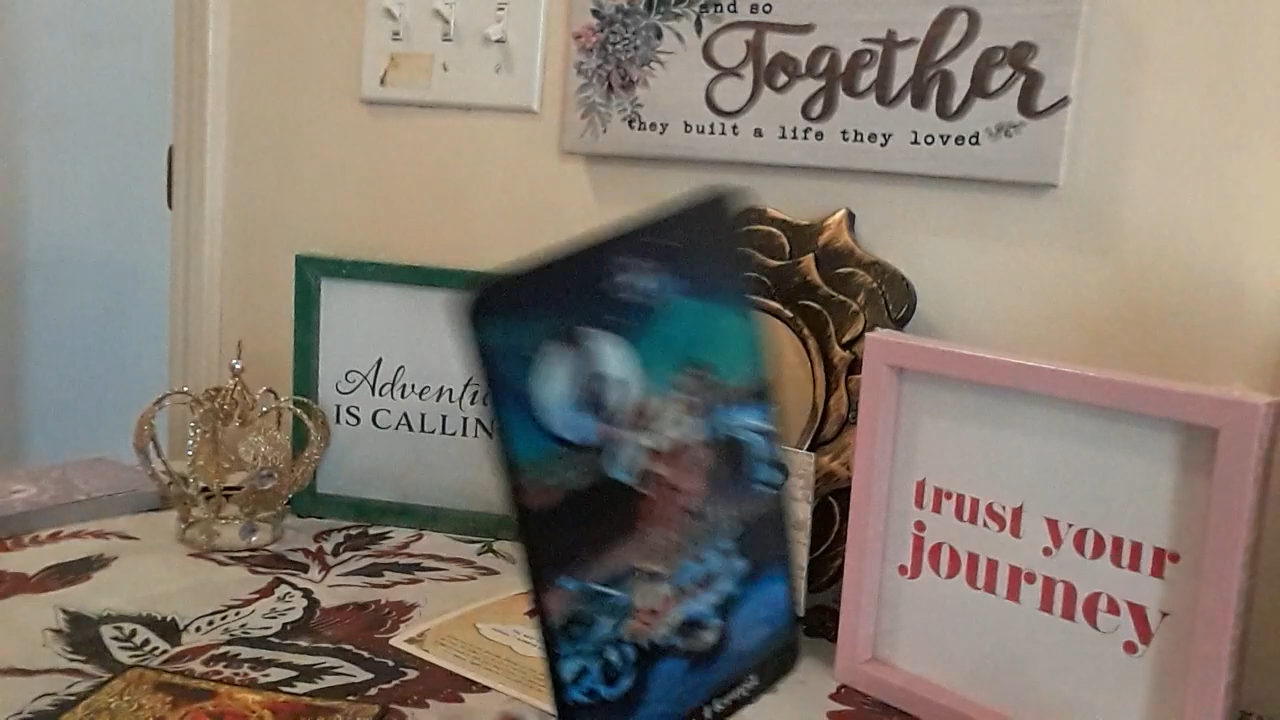 and so
Together
they built a life they loved
Adventu
IS CALLIN
trust your
journey